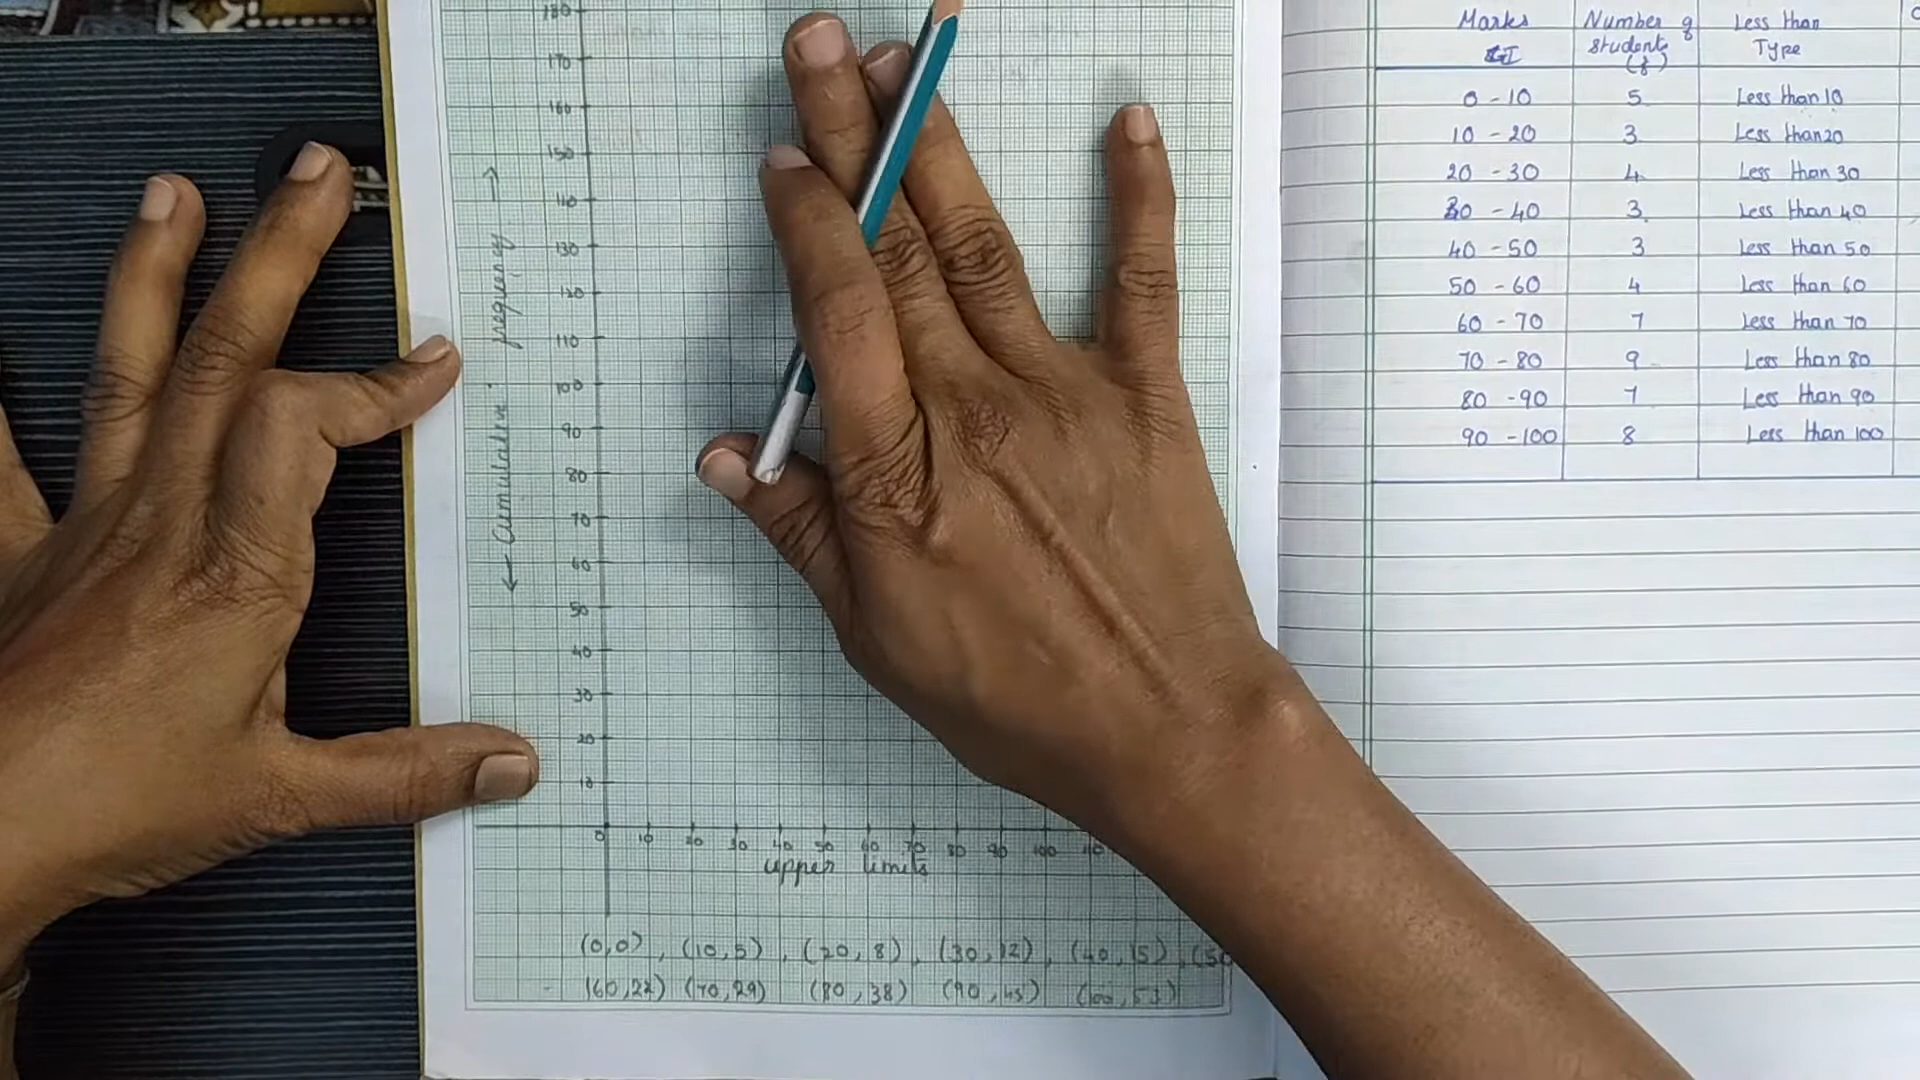 180
170
160
150
140
130
120
110
100
90
80
70
60
50
40
30
20
10
← Cumulative frequency →
0 10 20 30 40 50 60 70 80 90 100 110
upper limits
(0,0), (10,5), (20,8), (30,12), (40,15), (50
(60,22) (70,29) (80,38) (90,45) (100,53)
Marks Number of Less than
CI students Type
(f)
0-10 5 Less than 10
10-20 3 Less than 20
20-30 4 Less than 30
30-40 3 Less than 40
40-50 3 Less than 50
50-60 4 Less than 60
60-70 7 Less than 70
70-80 9 Less than 80
80-90 7 Less than 90
90-100 8 Less than 100